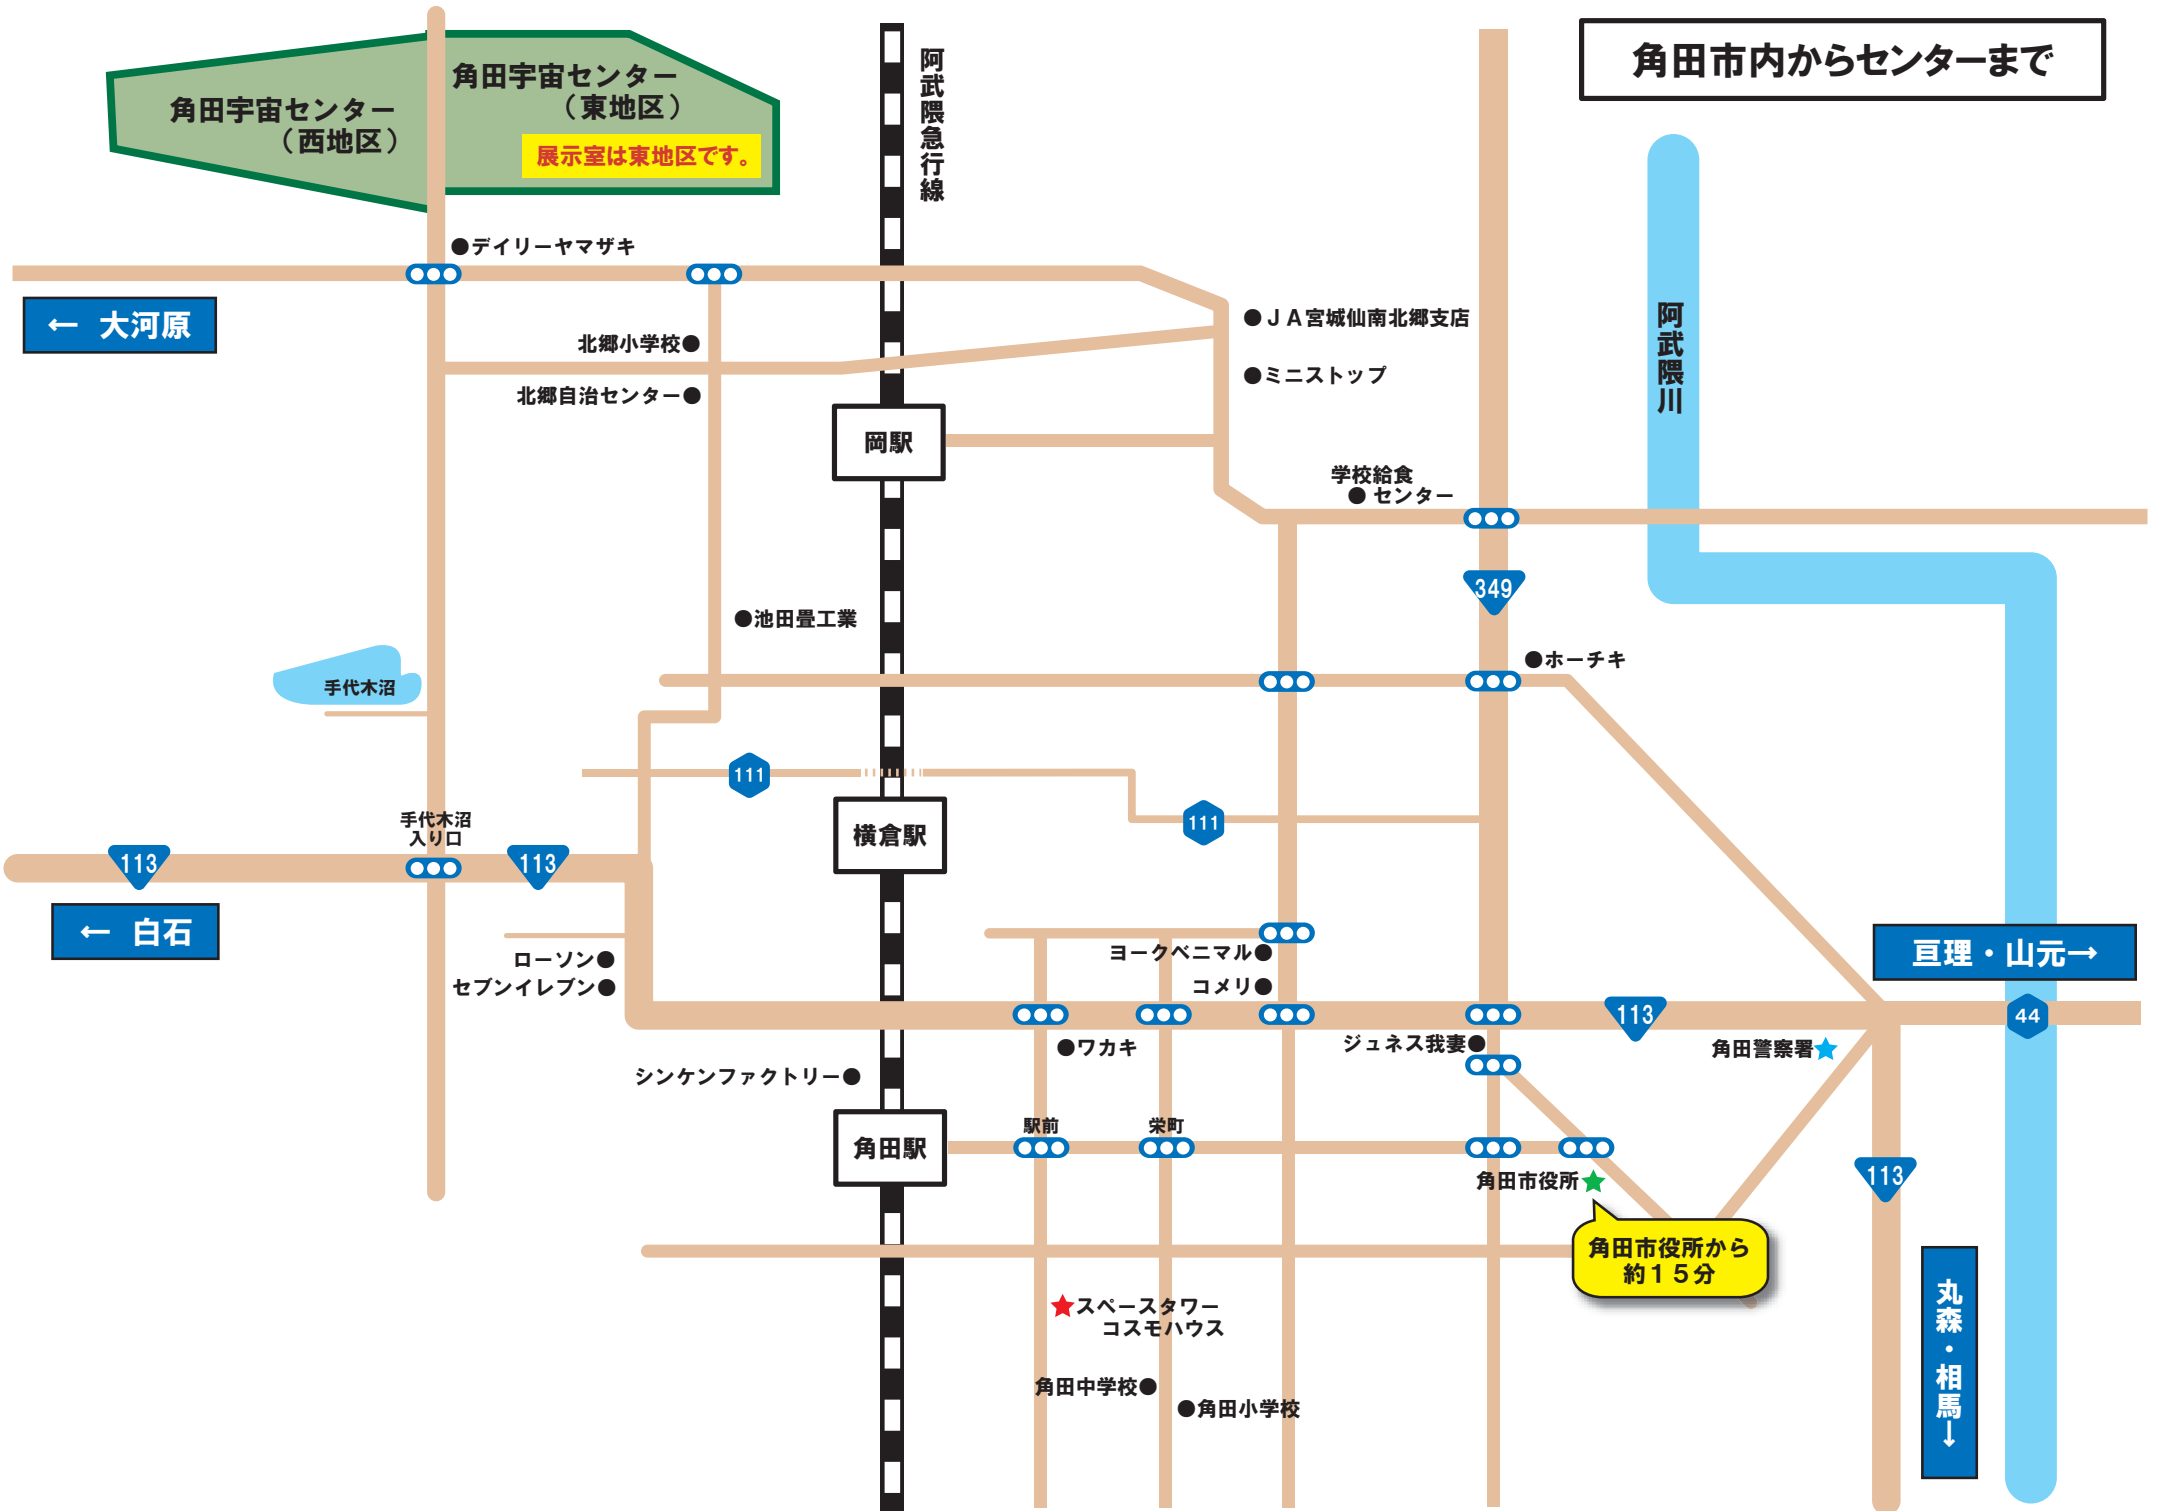 角田市内からセンターまで
角田宇宙センター
（東地区）
展示室は東地区です。
角田宇宙センター
（西地区）
阿武隈急行線
●デイリーヤマザキ
← 大河原
北郷小学校●
北郷自治センター●
●ＪＡ宮城仙南北郷支店
●ミニストップ
阿武隈川
岡駅
学校給食
● センター
349
●池田畳工業
●ホーチキ
手代木沼
111
111
手代木沼
入り口
横倉駅
113
113
← 白石
ローソン●
セブンイレブン●
ヨークベニマル●
コメリ●
亘理・山元→
113
44
●ワカキ
ジュネス我妻●
角田警察署★
シンケンファクトリー●
角田駅
駅前
栄町
角田市役所★
113
角田市役所から
約１５分
★スペースタワー
コスモハウス
丸森・相馬→
角田中学校●
●角田小学校